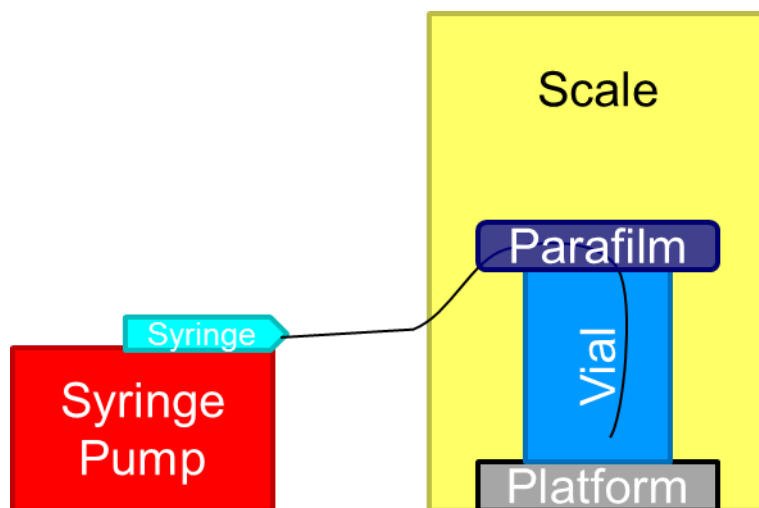 Scale
Parafilm
Syringe
Vial
Syringe
Pump
Platform